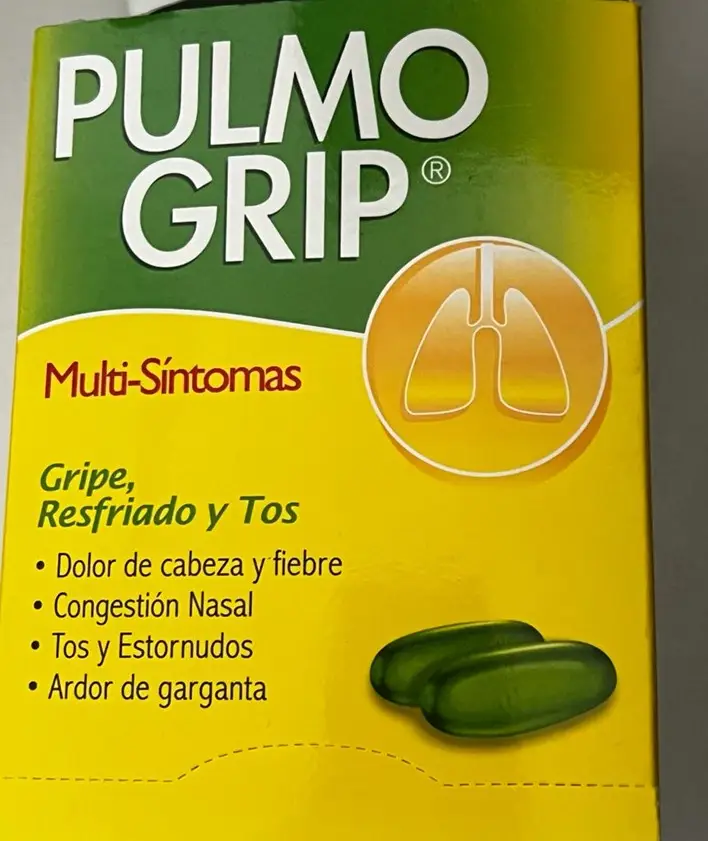 PULMO
GRIP®
Multi-Síntomas
Gripe,
Resfriado y Tos
• Dolor de cabeza y fiebre
• Congestión Nasal
• Tos y Estornudos
• Ardor de garganta